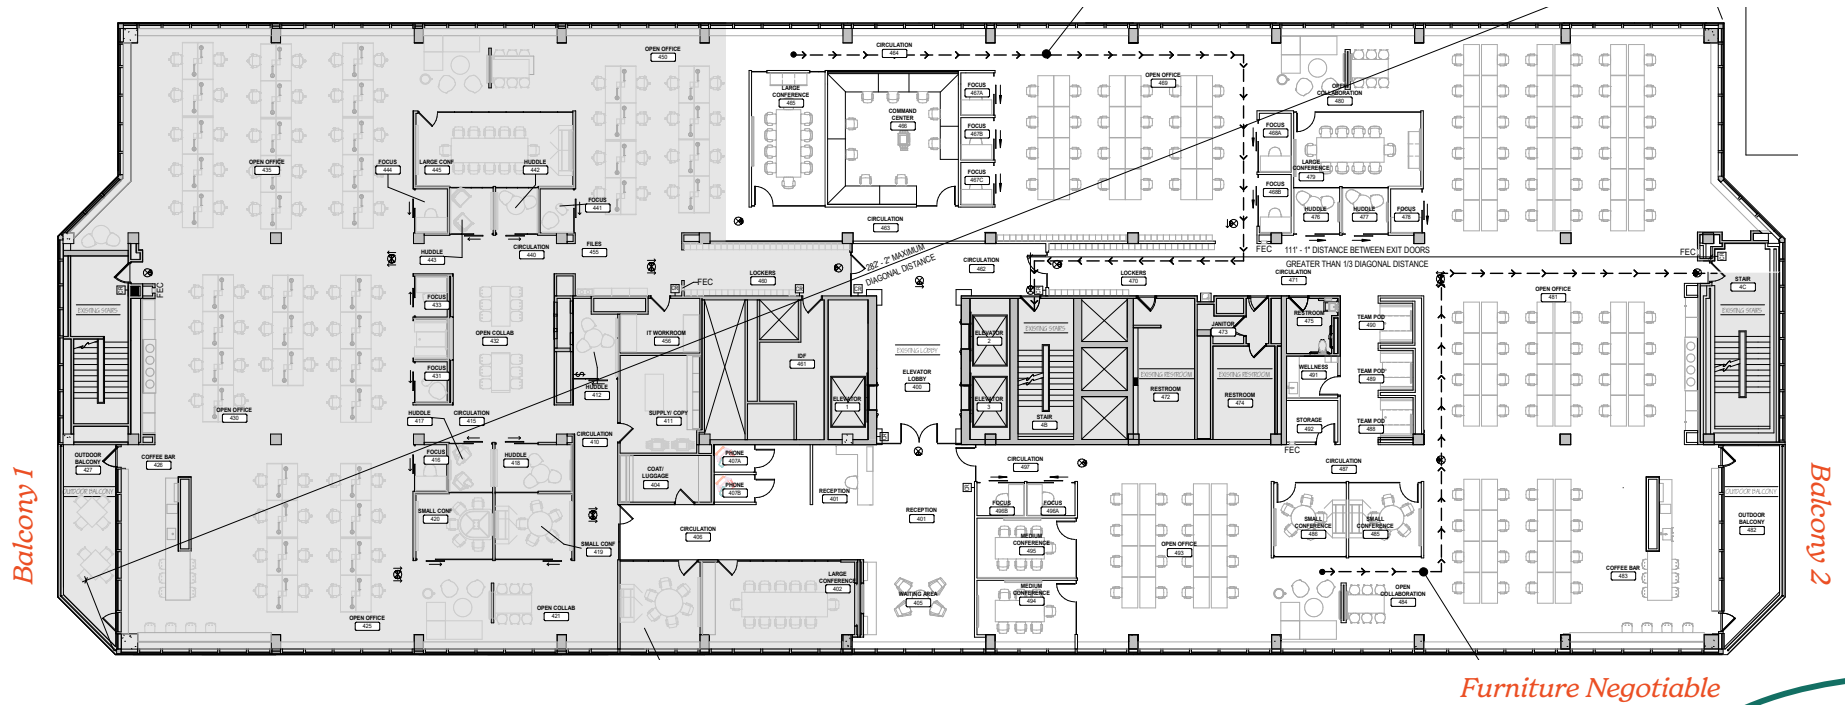 CIRCULATION
464
OPEN OFFICE
450
LARGE
CONFERENCE
465
COMMAND
CENTER
466
FOCUS
467A
FOCUS
467B
FOCUS
467C
OPEN OFFICE
469
OPEN
COLLABORATION
480
FOCUS
468A
FOCUS
468B
LARGE
CONFERENCE
479
HUDDLE
476
HUDDLE
477
FOCUS
478
OPEN OFFICE
435
FOCUS
444
LARGE CONF
445
HUDDLE
442
FOCUS
441
HUDDLE
443
CIRCULATION
440
FILES
455
CIRCULATION
463
282' - 2" MAXIMUM
DIAGONAL DISTANCE
CIRCULATION
462
FEC
111' - 1" DISTANCE BETWEEN EXIT DOORS
GREATER THAN 1/3 DIAGONAL DISTANCE
FEC
LOCKERS
460
FEC
LOCKERS
470
CIRCULATION
471
OPEN OFFICE
481
STAIR
4C
FEC
EXISTING STAIRS
FOCUS
433
OPEN COLLAB
432
FOCUS
431
IT WORKROOM
456
IDF
461
EXISTING LOBBY
ELEVATOR
LOBBY
400
ELEVATOR
1
ELEVATOR
2
ELEVATOR
3
EXISTING STAIRS
STAIR
4B
EXISTING RESTROOM
RESTROOM
472
JANITOR
473
EXISTING RESTROOM
RESTROOM
474
RESTROOM
475
WELLNESS
491
STORAGE
492
FEC
TEAM POD
490
TEAM POD
489
TEAM POD
488
EXISTING STAIRS
HUDDLE
412
OPEN OFFICE
430
HUDDLE
417
CIRCULATION
415
SUPPLY/ COPY
411
CIRCULATION
410
OUTDOOR
BALCONY
427
OUTDOOR BALCONY
COFFEE BAR
426
FOCUS
416
HUDDLE
418
COAT/
LUGGAGE
404
PHONE
407A
PHONE
407B
RECEPTION
401
RECEPTION
401
CIRCULATION
497
CIRCULATION
487
FOCUS
496B
FOCUS
496A
SMALL CONF
420
SMALL CONF
419
CIRCULATION
406
MEDIUM
CONFERENCE
495
MEDIUM
CONFERENCE
494
OPEN OFFICE
493
SMALL
CONFERENCE
486
SMALL
CONFERENCE
485
OUTDOOR BALCONY
OUTDOOR
BALCONY
482
COFFEE BAR
483
OPEN
COLLABORATION
484
LARGE
CONFERENCE
402
WAITING AREA
405
OPEN COLLAB
421
OPEN OFFICE
425
Balcony 1
Balcony 2
Furniture Negotiable